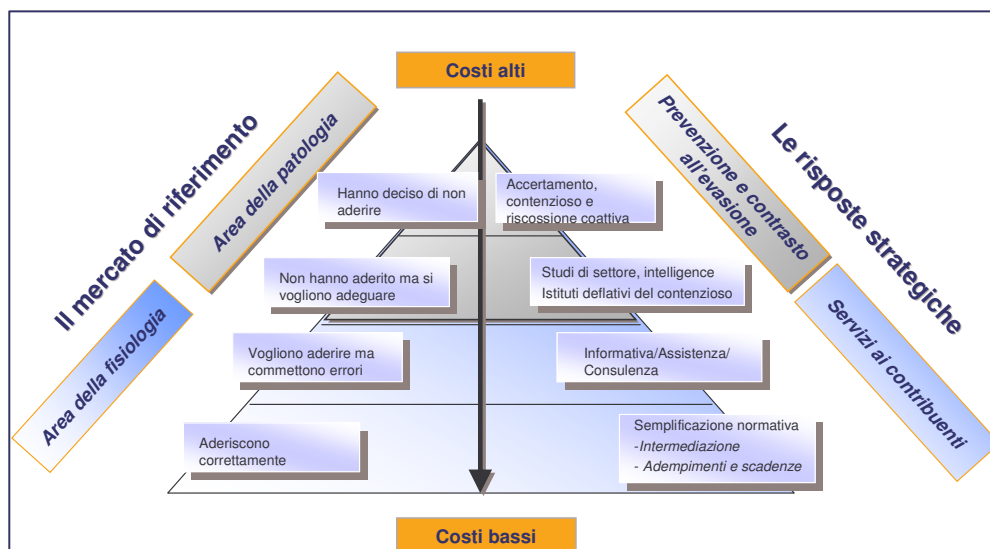 Costi alti
Il mercato di riferimento
Area della patologia
Area della fisiologia
Prevenzione e contrasto
all'evasione
Le risposte strategiche
Servizi ai contribuenti
Hanno deciso di non
aderire
Accertamento,
contenzioso e
riscossione coattiva
Non hanno aderito ma si
vogliono adeguare
Studi di settore, intelligence
Istituti deflativi del contenzioso
Vogliono aderire ma
commettono errori
Informativa/Assistenza/
Consulenza
Aderiscono
correttamente
Semplificazione normativa
-Intermediazione
- Adempimenti e scadenze
Costi bassi